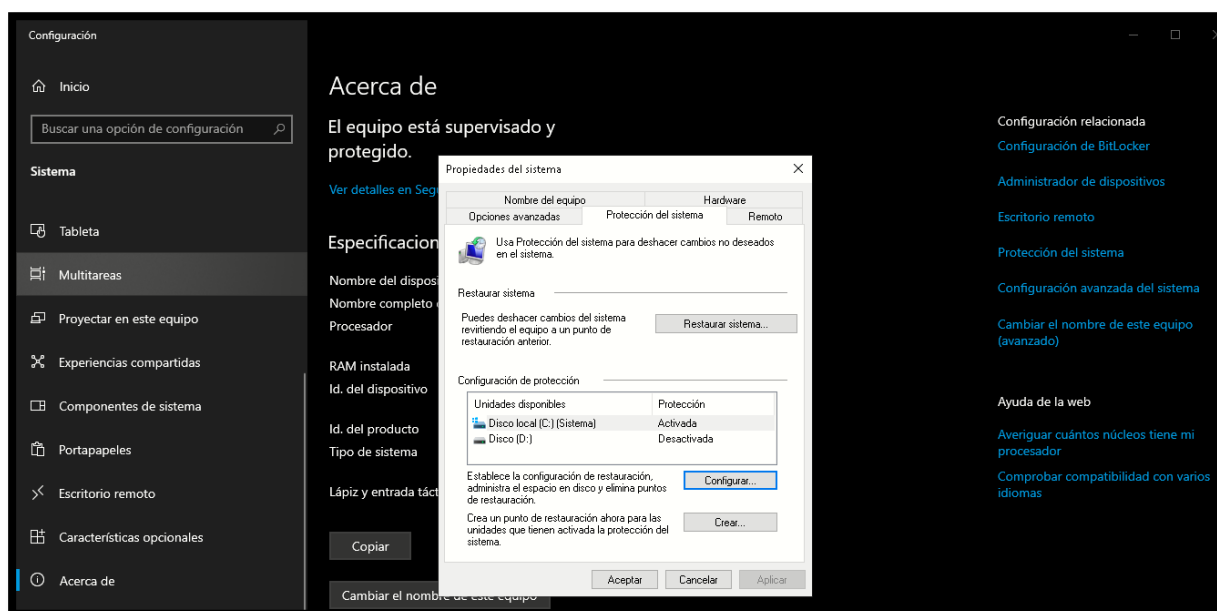 Configuración
Inicio
Buscar una opción de configuración
Sistema
Tableta
Multitareas
Proyectar en este equipo
Experiencias compartidas
Componentes de sistema
Portapapeles
Escritorio remoto
Características opcionales
Acerca de
Acerca de
El equipo está supervisado y
protegido.
Ver detalles en Seg
Especificacion
Nombre del disposi
Nombre completo
Procesador
RAM instalada
Id. del dispositivo
Id. del producto
Tipo de sistema
Lápiz y entrada táct
Copiar
Cambiar el nombre de este equipo
Propiedades del sistema
Nombre del equipo
Hardware
Opciones avanzadas
Protección del sistema
Remoto
Usa Protección del sistema para deshacer cambios no deseados
en el sistema.
Restaurar sistema
Puedes deshacer cambios del sistema
revirtiendo el equipo a un punto de
restauración anterior.
Restaurar sistema...
Configuración de protección
Unidades disponibles
Protección
Disco local (C:) (Sistema)
Activada
Disco (D:)
Desactivada
Establece la configuración de restauración,
administra el espacio en disco y elimina puntos
de restauración.
Configurar...
Crea un punto de restauración ahora para las
unidades que tienen activada la protección del
sistema.
Crear...
Aceptar
Cancelar
Aplicar
Configuración relacionada
Configuración de BitLocker
Administrador de dispositivos
Escritorio remoto
Protección del sistema
Configuración avanzada del sistema
Cambiar el nombre de este equipo
(avanzado)
Ayuda de la web
Averiguar cuántos núcleos tiene mi
procesador
Comprobar compatibilidad con varios
idiomas